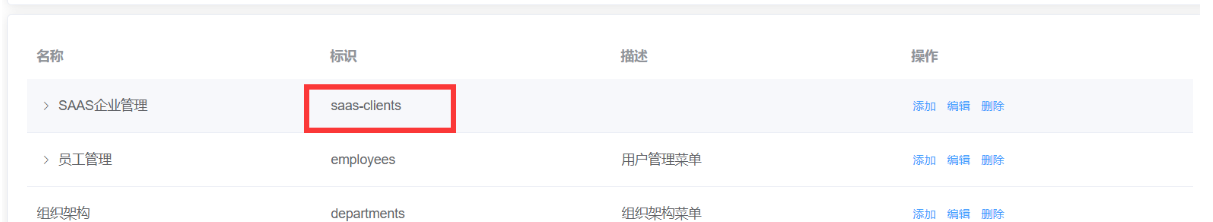 名称 标识 描述 操作
SAAS企业管理 saas-clients 添加 编辑 删除
员工管理 employees 用户管理菜单 添加 编辑 删除
组织架构 departments 组织架构菜单 添加 编辑 删除